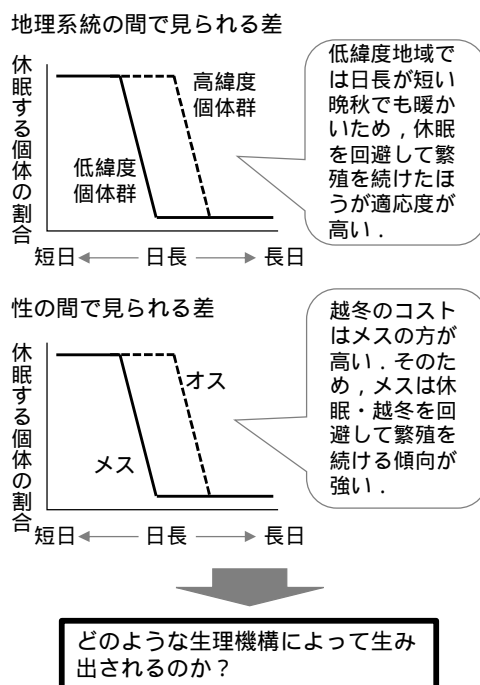 地理系統の間で見られる差
休眠する個体の割合
高緯度
個体群
低緯度
個体群
短日 日長 長日
低緯度地域で
は日長が短い
晩秋でも暖か
いため，休眠
を回避して繁
殖を続けたほ
うが適応度が
高い．
性の間で見られる差
休眠する個体の割合
オス
メス
短日 日長 長日
越冬のコスト
はメスの方が
高い．そのため
，メスは休
眠・越冬を回
避して繁殖を
続ける傾向が
強い．
どのような生理機構によって生み
出されるのか？